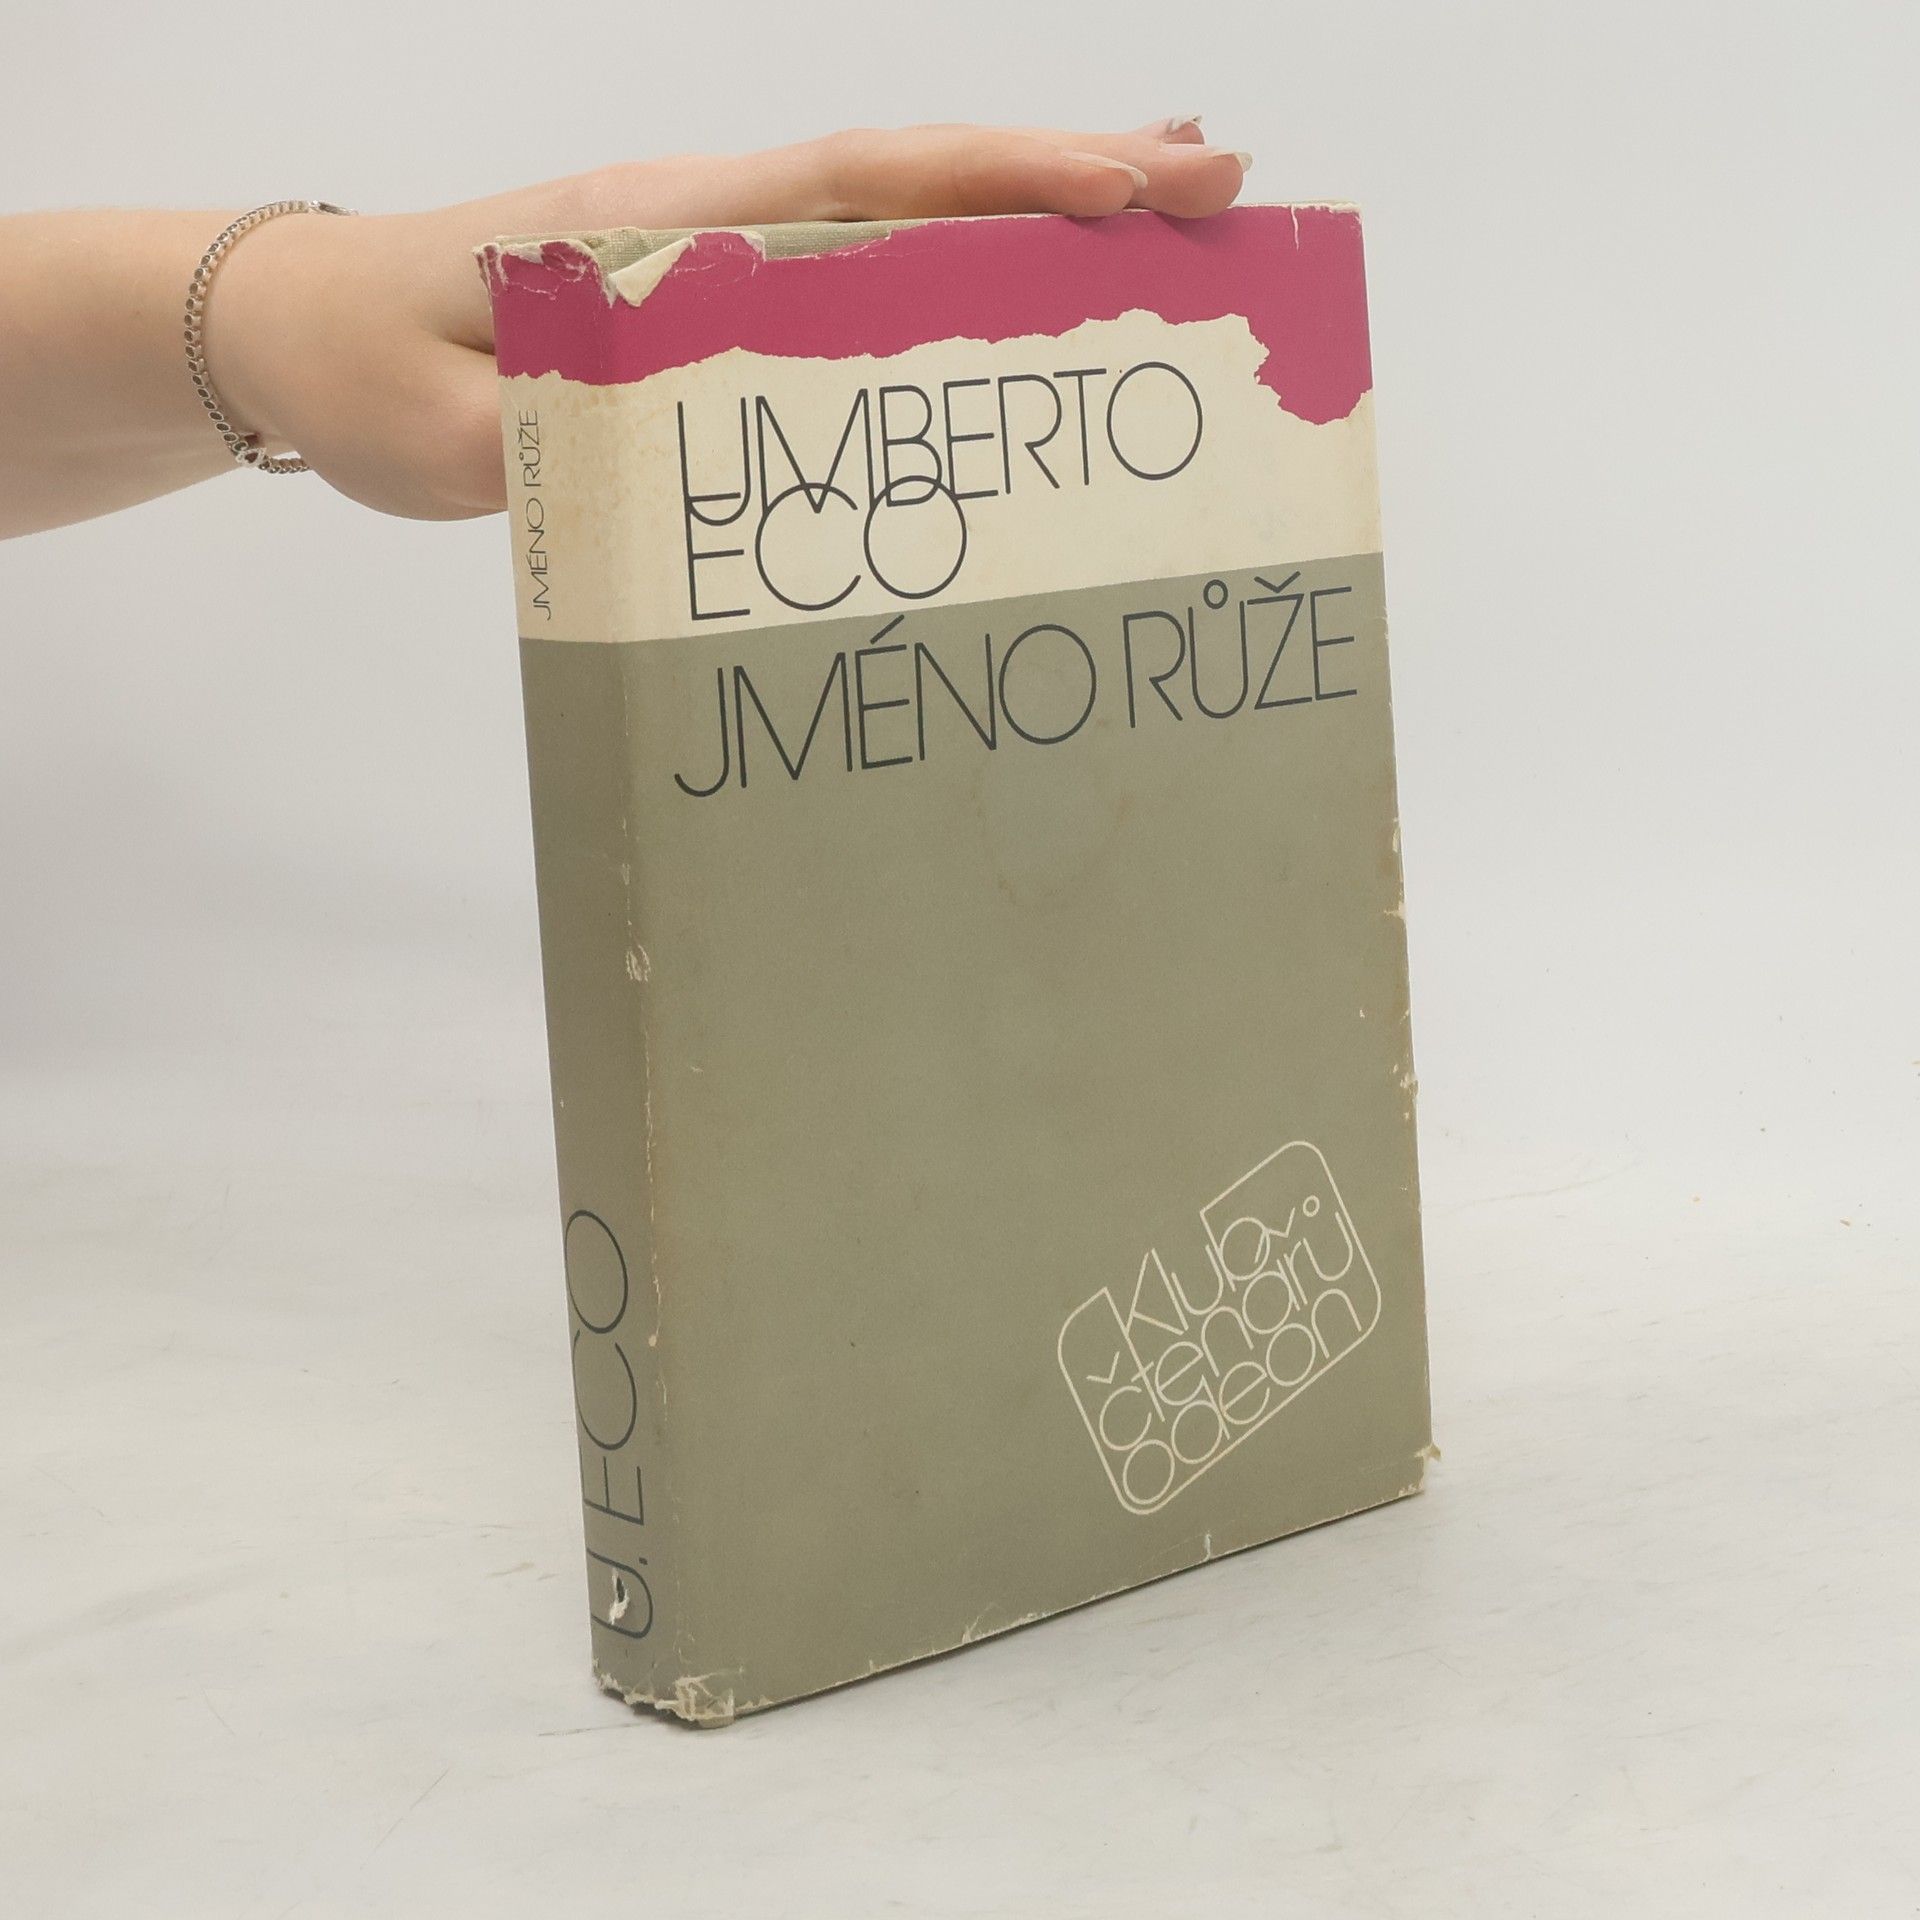 UMBERTO
ECO
JMÉNO RŮŽE
Klub
čtenářů
odeon
JMÉNO RŮŽE
U. ECO